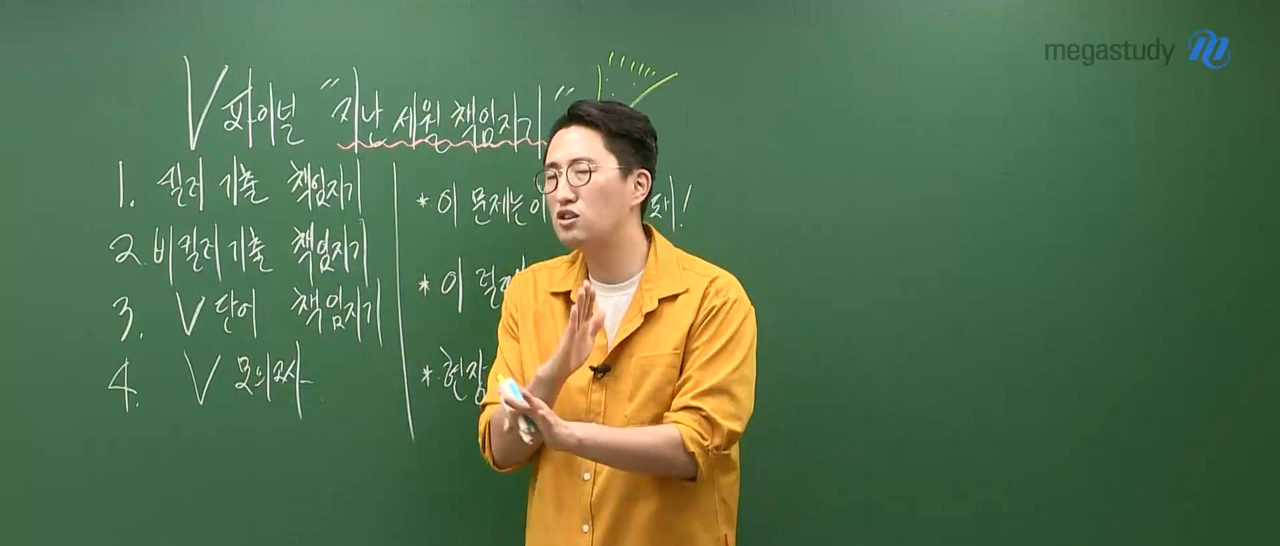 megastudy
V 파이널 "지난 세월 책임지기"
1. 킬러 기출 책임지기
2. 비킬러 기출 책임지기
3. V 단어 책임지기
4. V 모의고사
* 이 문제는 이 돼!
* 이
* 현장